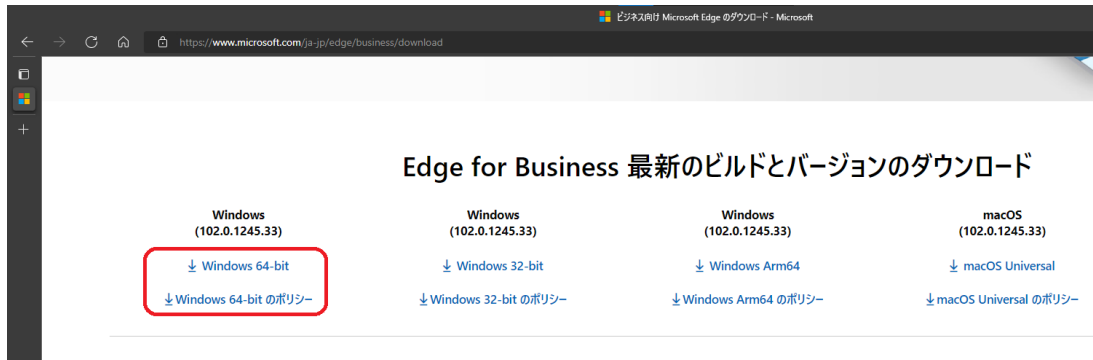 ビジネス向け Microsoft Edge のダウンロード - Microsoft
https://www.microsoft.com/ja-jp/edge/business/download
Edge for Business 最新のビルドとバージョンのダウンロード
Windows
(102.0.1245.33)
Windows 64-bit
Windows 64-bit のポリシー
Windows
(102.0.1245.33)
Windows 32-bit
Windows 32-bit のポリシー
Windows
(102.0.1245.33)
Windows Arm64
Windows Arm64 のポリシー
macOS
(102.0.1245.33)
macOS Universal
macOS Universal のポリシー